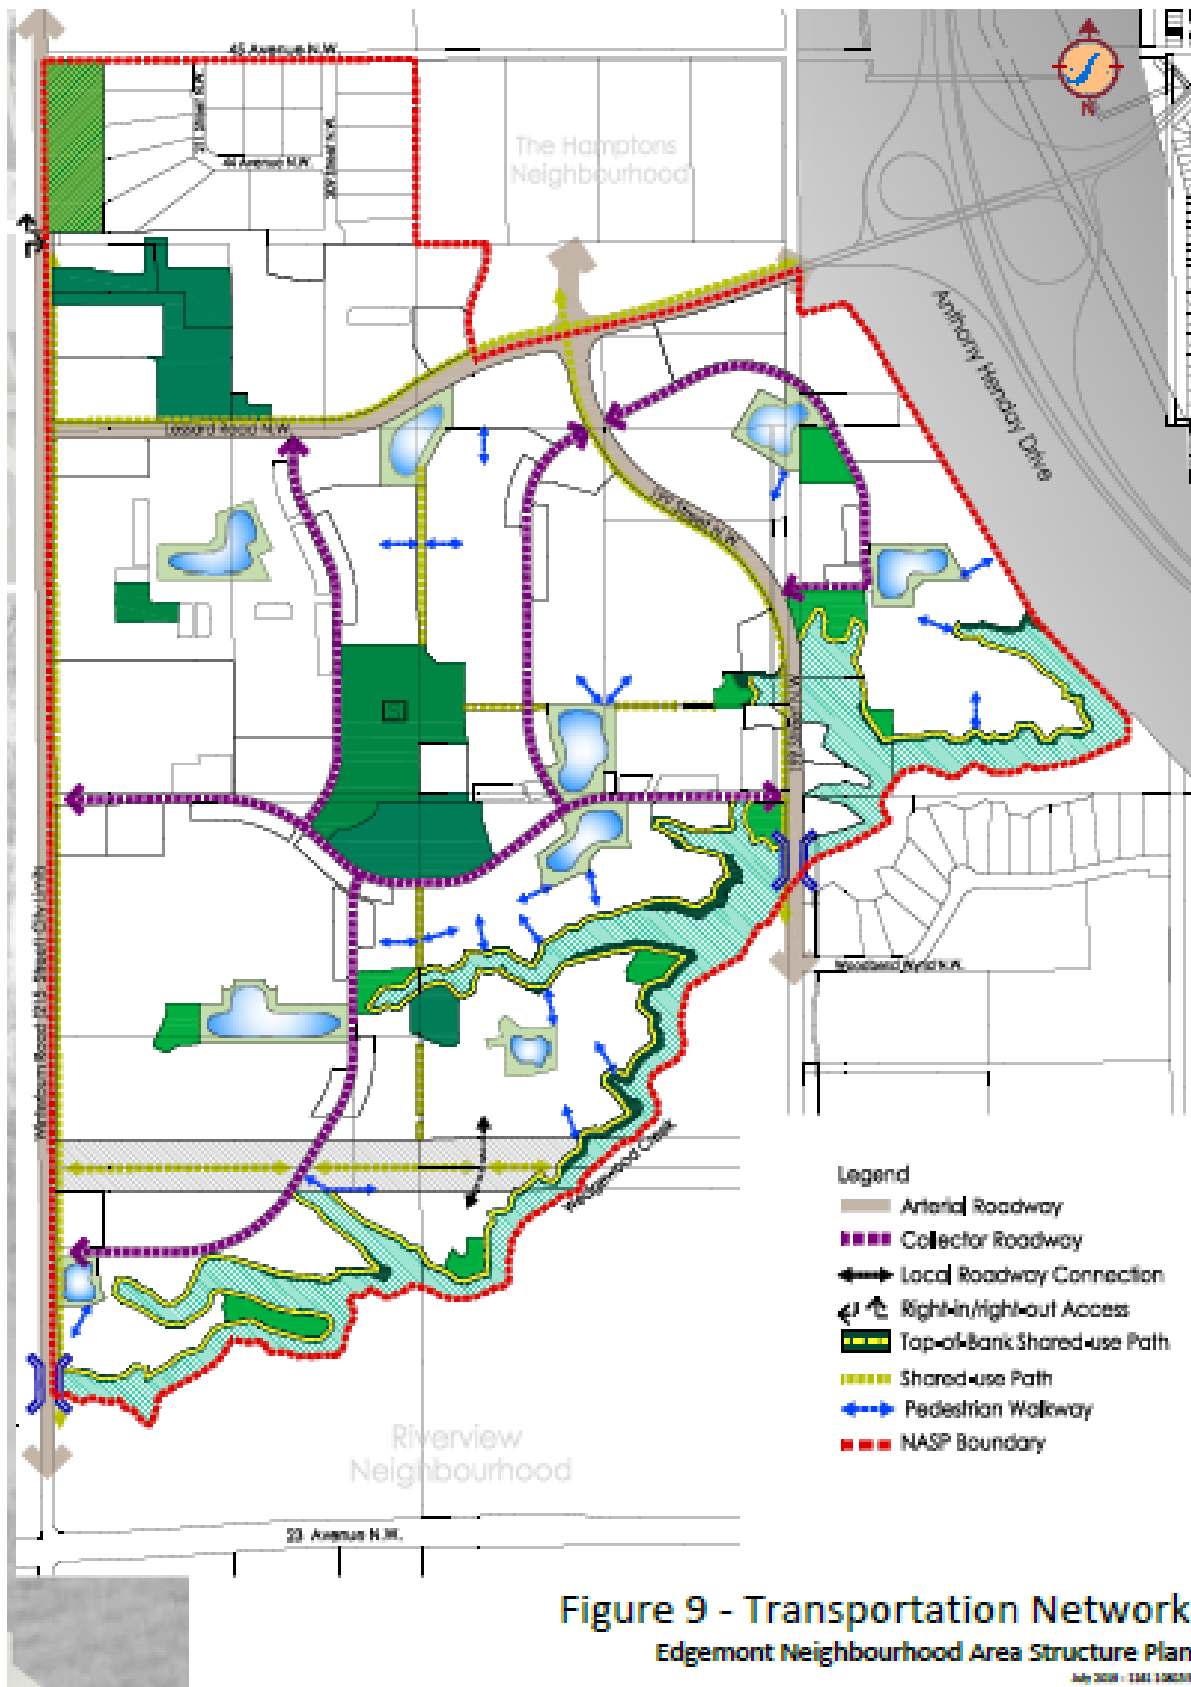 45 Avenue N.W.
44 Avenue N.W.
The Hamptons
Neighbourhood
N
Anthony Henday Drive
Lessard Road N.W.
Woodbend Wynd N.W.
Wedgewood Creek
Winterburn Road (215 Street) City Limits
Legend
Arterial Roadway
Collector Roadway
Local Roadway Connection
Right-in/right-out Access
Top-of-Bank Shared-use Path
Shared-use Path
Pedestrian Walkway
NASP Boundary
Riverview
Neighbourhood
23 Avenue N.W.
Figure 9 - Transportation Network
Edgemont Neighbourhood Area Structure Plan